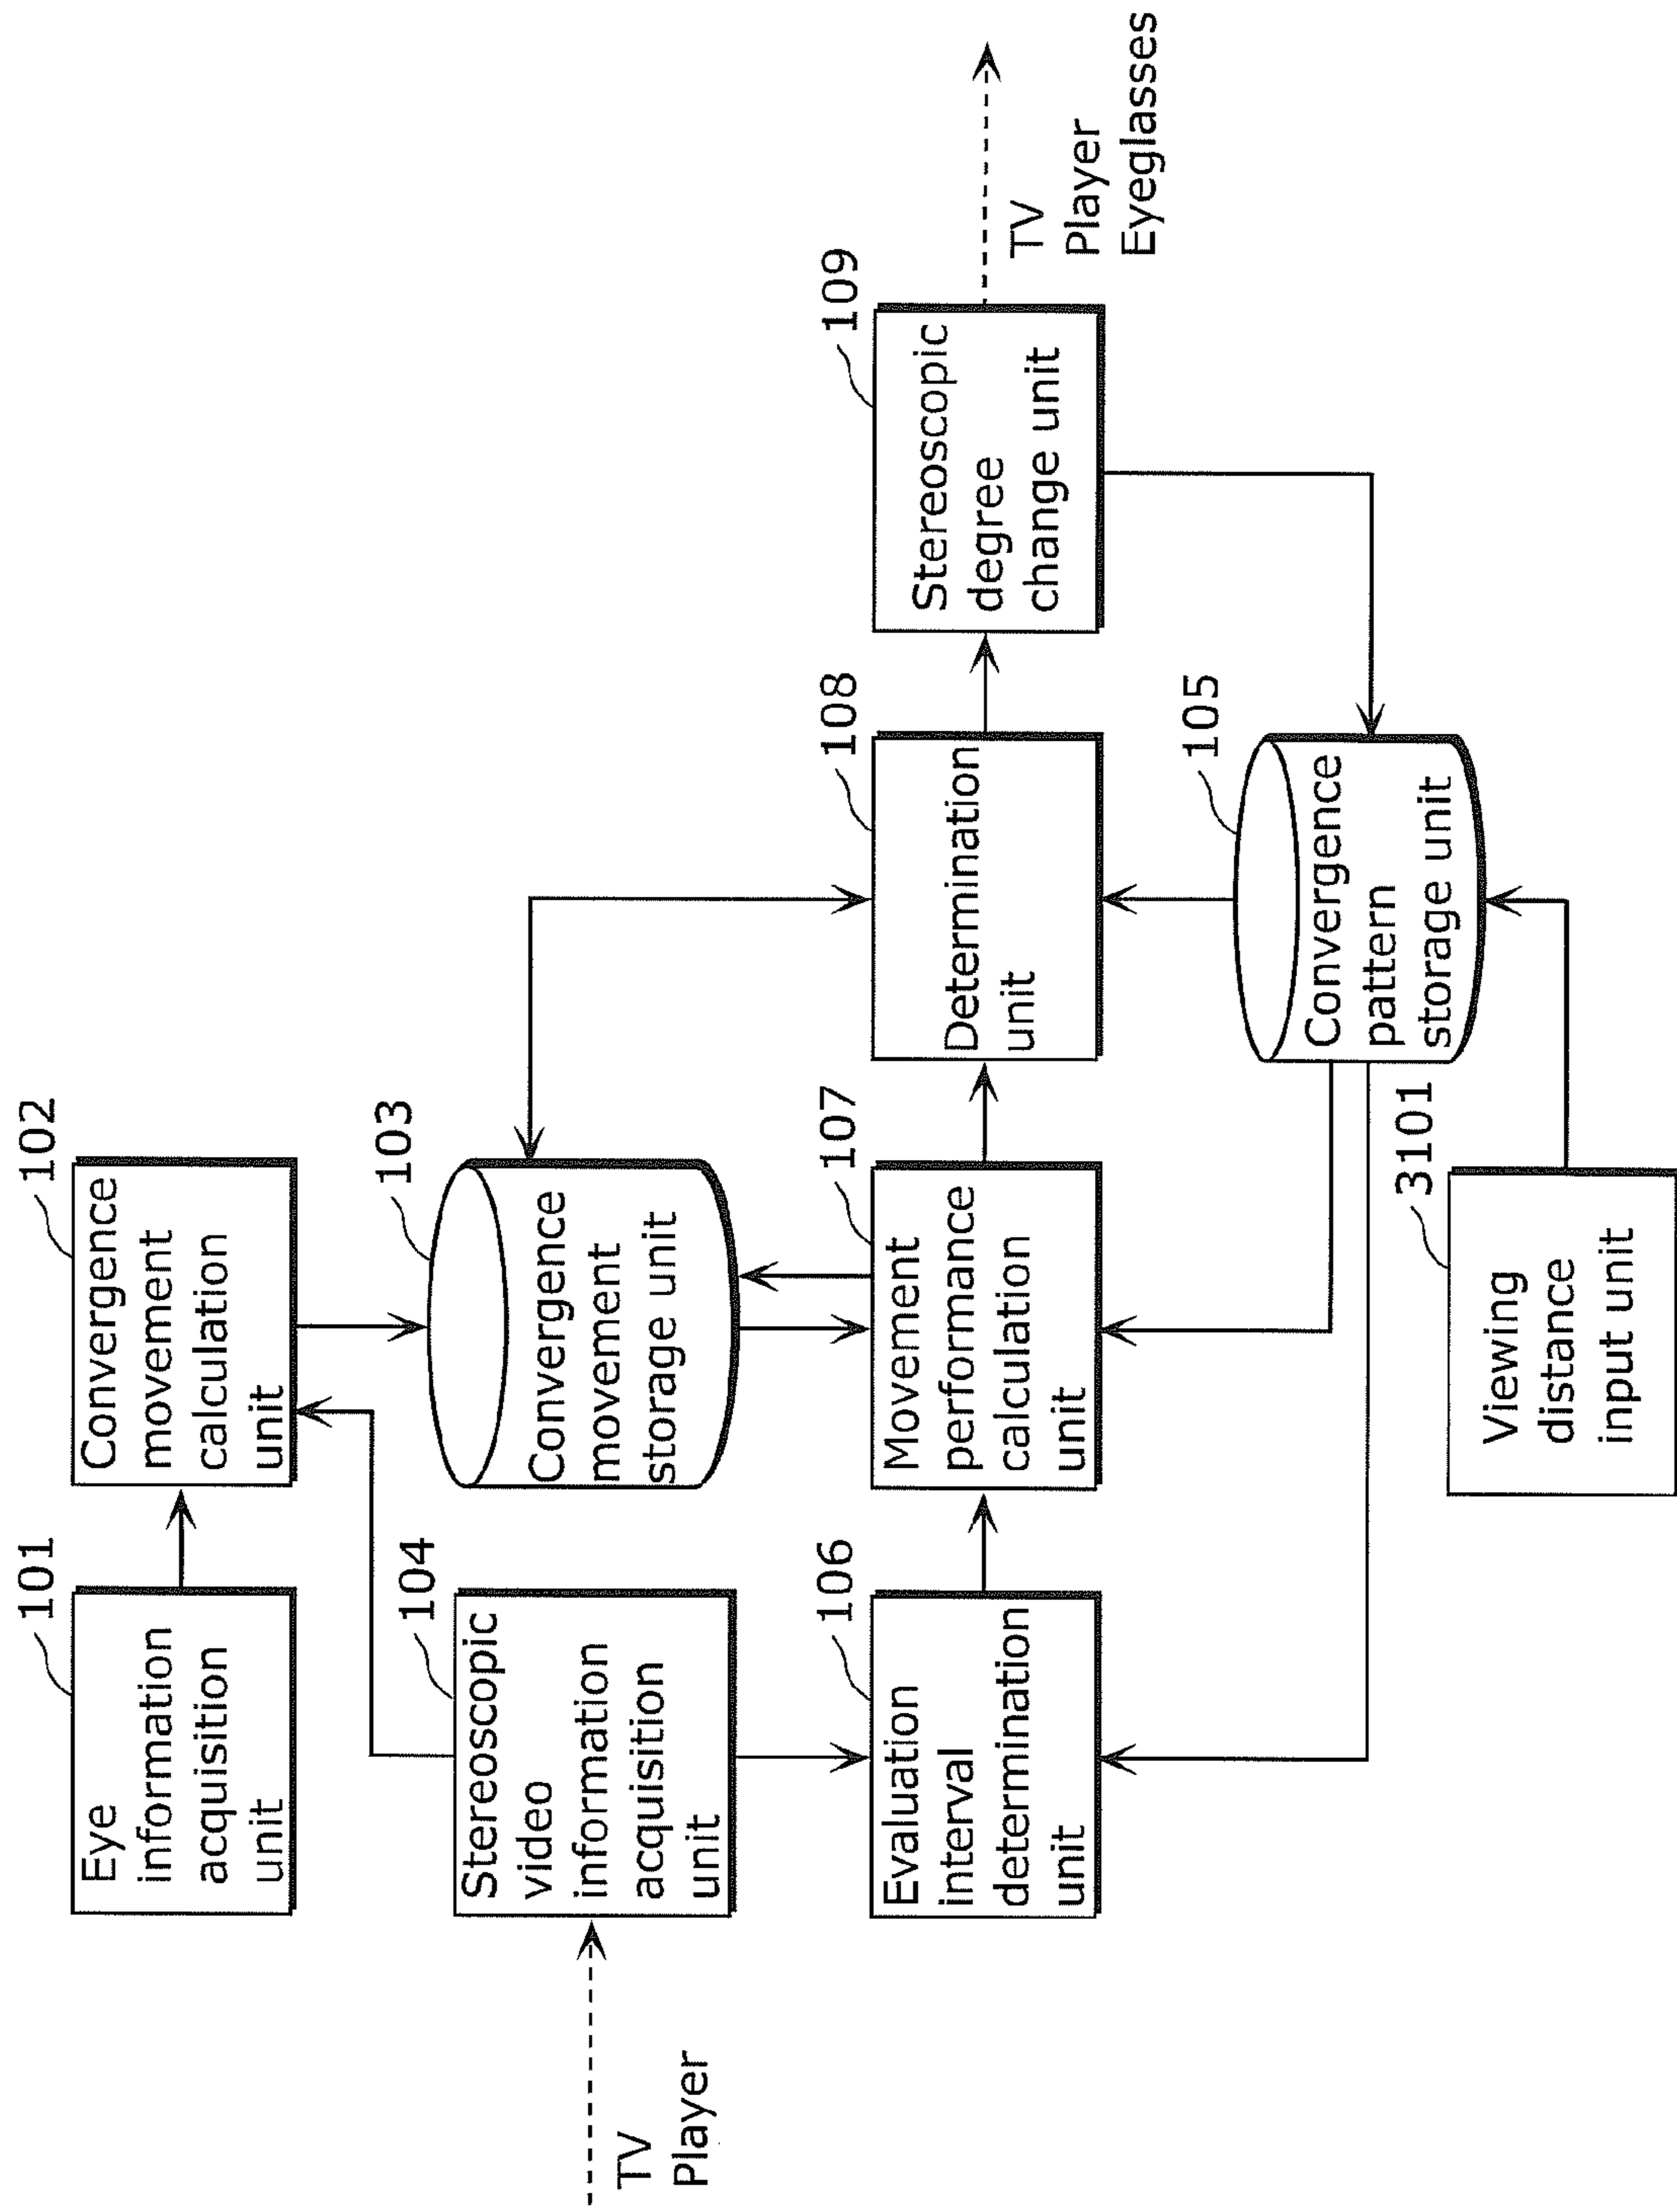 101
Eye
information
acquisition
unit
102
Convergence
movement
calculation
unit
104
Stereoscopic
video
information
acquisition
unit
TV
Player
103
Convergence
movement
storage unit
106
Evaluation
interval
determination
unit
107
Movement
performance
calculation
unit
108
Determination
unit
109
Stereoscopic
degree
change unit
TV
Player
Eyeglasses
105
Convergence
pattern
storage unit
3101
Viewing
distance
input unit